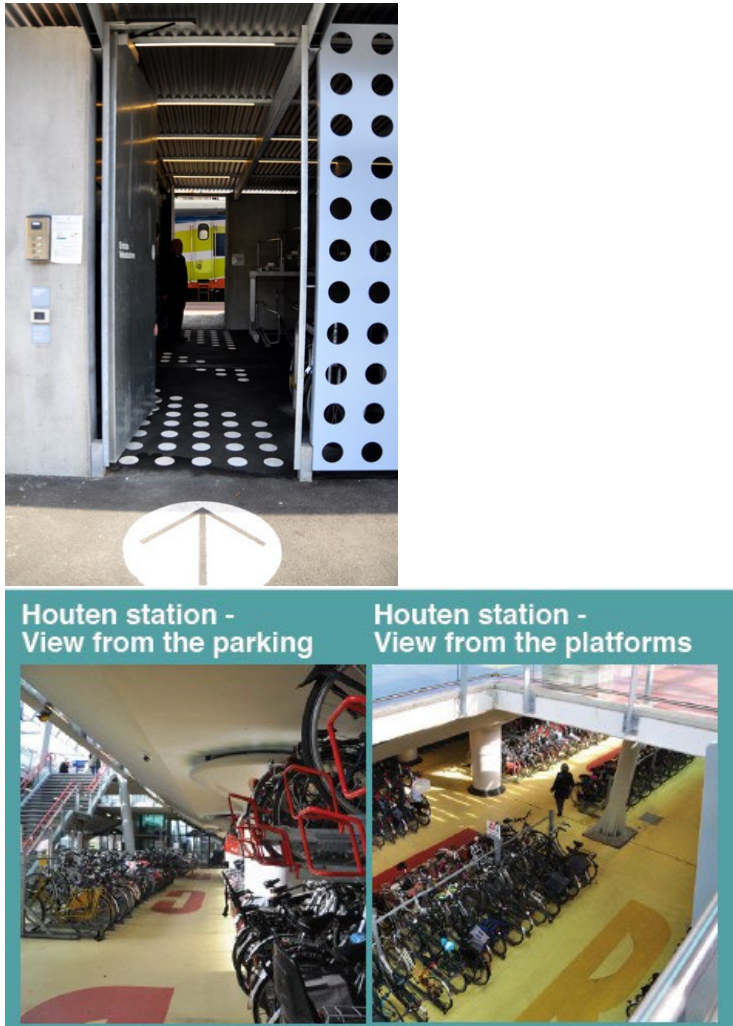 Houten station -
View from the parking
Houten station -
View from the platforms